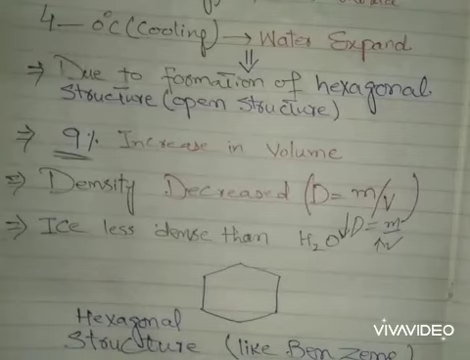 4 – 0°C (Cooling) → Water Expand
⇓
⇒ Due to formation of hexagonal
Structure (open structure)
⇒ 9% Increase in Volume
⇒ Density Decreased (D = m/v)
⇒ Ice less dense than H₂O ↓D = m/↑V
Hexagonal
Structure (like Benzene)
VIVAVIDEO